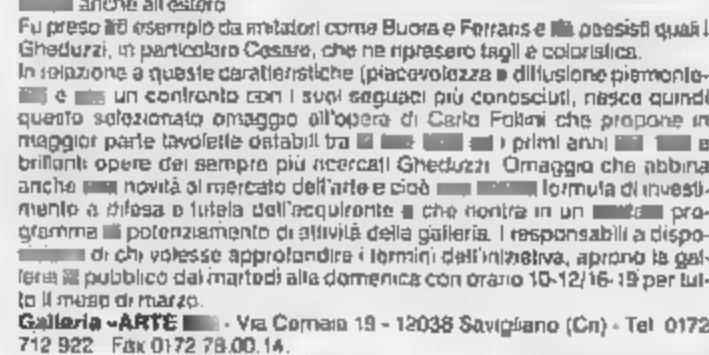 anche all'estero
Fu preso esempio da imitatori come Buora e Ferraris e paesisti quali i
Gheduzzi, in particolare Cesare, che ne ripresero tagli e coloristica.
In relazione a queste caratteristiche (piacevolezza e diffusione piemonte-
e un confronto con i suoi seguaci più conosciuti, nasce quindi
questo selezionato omaggio all'opera di Carlo Follini che propone in
maggior parte tavolette databili tra i primi anni e
brillanti opere dei sempre più ricercati Gheduzzi. Omaggio che abbina
anche novità al mercato dell'arte e cioè formula di investi-
mento a difesa e tutela dell'acquirente e che rientra in un pro-
gramma potenziamento di attività della galleria. I responsabili a dispo-
di chi volesse approfondire i termini dell'iniziativa, aprono la gal-
leria pubblico dal martedì alla domenica con orario 10-12/16-19 per tut-
to il mese di marzo.
Galleria «ARTE - Via Cernaia 19 - 12038 Savigliano (Cn) - Tel. 0172
712 922 Fax 0172 78.00.14.